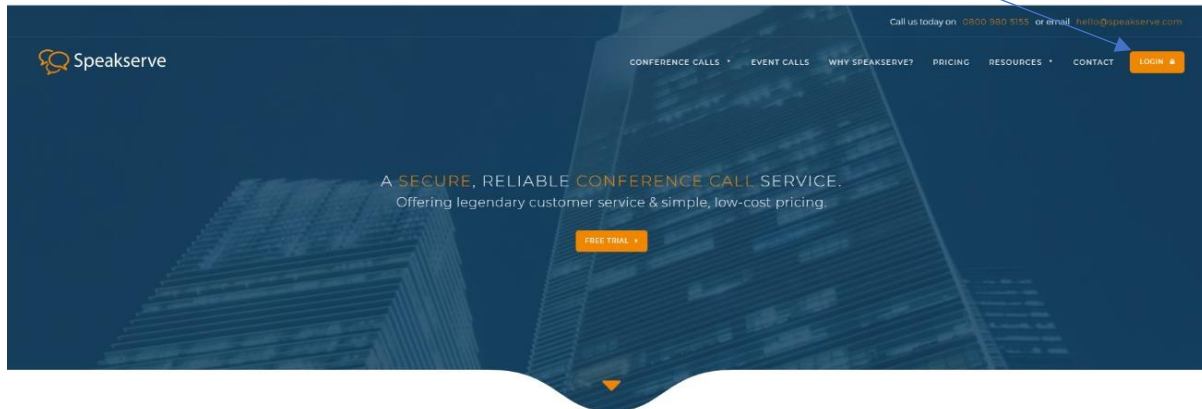 Call us today on 0800 980 5155 or email hello@speakserve.com
Speakserve
CONFERENCE CALLS EVENT CALLS WHY SPEAKSERVE? PRICING RESOURCES CONTACT LOGIN
A SECURE, RELIABLE CONFERENCE CALL SERVICE.
Offering legendary customer service & simple, low-cost pricing.
FREE TRIAL